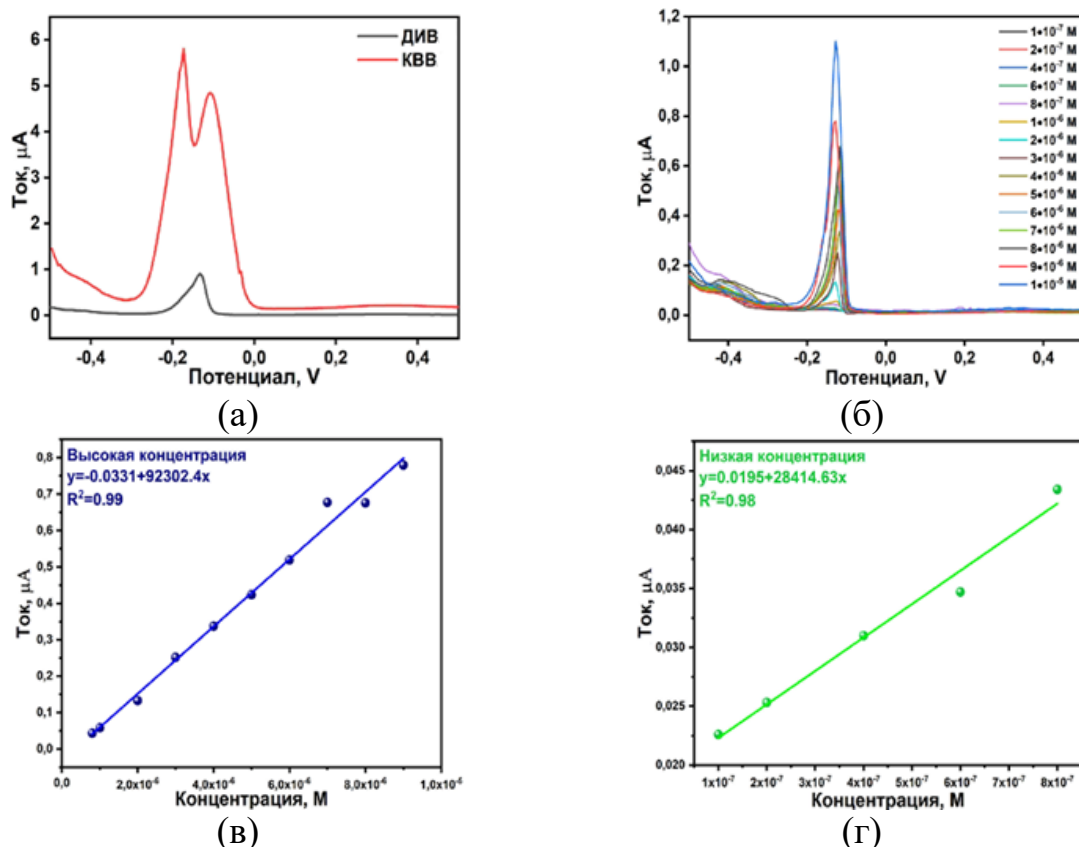 ДИВ
КВВ
Ток, μA
6
5
4
3
2
1
0
-0,4
-0,2
0,0
0,2
0,4
Потенциал, V
(а)
1•10⁻⁷ M
2•10⁻⁷ M
4•10⁻⁷ M
6•10⁻⁷ M
8•10⁻⁷ M
1•10⁻⁶ M
2•10⁻⁶ M
3•10⁻⁶ M
4•10⁻⁶ M
5•10⁻⁶ M
6•10⁻⁶ M
7•10⁻⁶ M
8•10⁻⁶ M
9•10⁻⁶ M
1•10⁻⁵ M
Ток, μA
1,2
1,0
0,8
0,6
0,4
0,2
0,0
-0,4
-0,2
0,0
0,2
0,4
Потенциал, V
(б)
Высокая концентрация
y=-0.0331+92302.4x
R²=0.99
Ток, μA
0,8
0,7
0,6
0,5
0,4
0,3
0,2
0,1
0,0
0,0
2,0x10⁻⁶
4,0x10⁻⁶
6,0x10⁻⁶
8,0x10⁻⁶
1,0x10⁻⁵
Концентрация, М
(в)
Низкая концентрация
y=0.0195+28414.63x
R²=0.98
Ток, μA
0,045
0,040
0,035
0,030
0,025
0,020
1x10⁻⁷
2x10⁻⁷
3x10⁻⁷
4x10⁻⁷
5x10⁻⁷
6x10⁻⁷
7x10⁻⁷
8x10⁻⁷
Концентрация, М
(г)